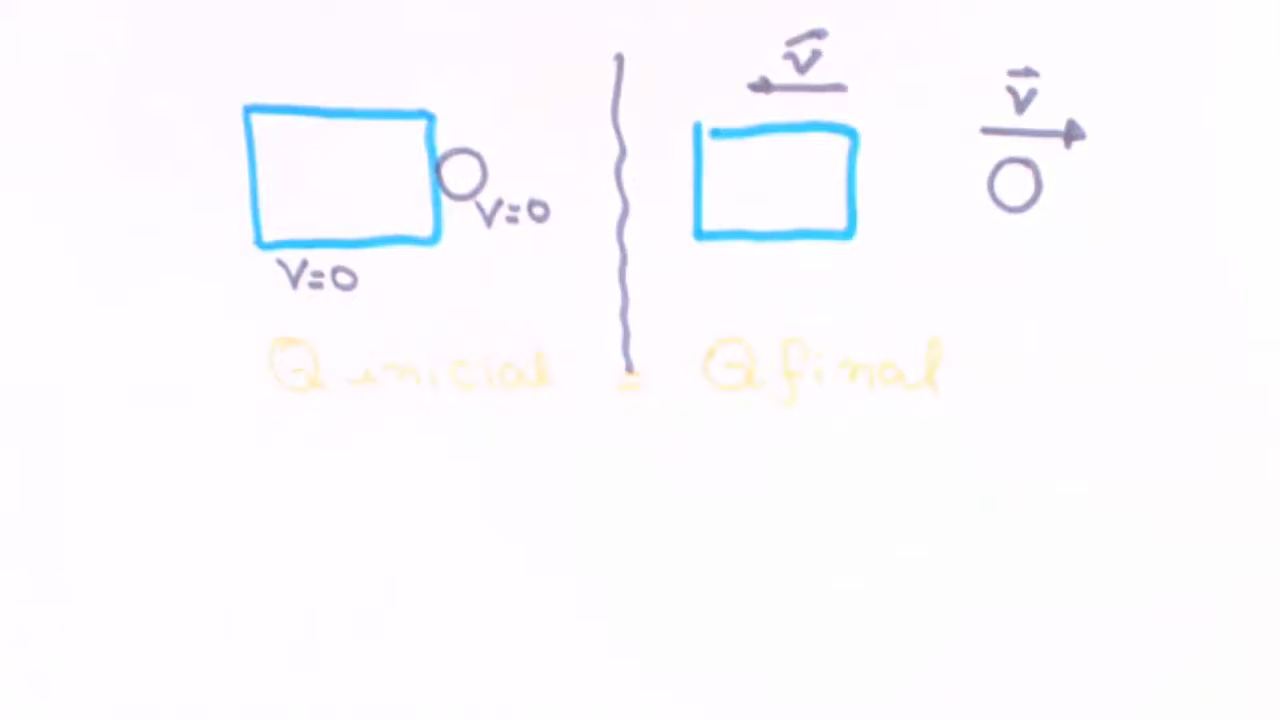 v⃗
v⃗
V=0
V=0
Q inicial = Q final